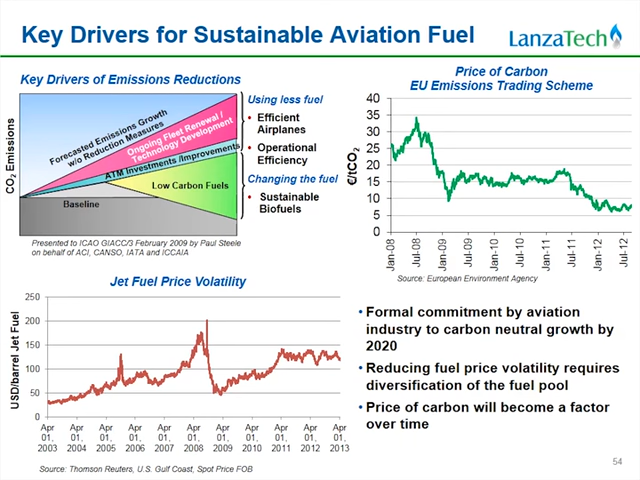 Key Drivers for Sustainable Aviation Fuel
LanzaTech
Key Drivers of Emissions Reductions
CO2 Emissions
Forecasted Emissions Growth
w/o Reduction Measures
Ongoing Fleet Renewal /
Technology Development
ATM Investments /Improvements
Low Carbon Fuels
Baseline
Using less fuel
• Efficient
Airplanes
• Operational
Efficiency
Changing the fuel
• Sustainable
Biofuels
Presented to ICAO GIACC/3 February 2009 by Paul Steele
on behalf of ACI, CANSO, IATA and ICCAIA
Price of Carbon
EU Emissions Trading Scheme
€/tCO2
40
35
30
25
20
15
10
5
0
Jan-08
Jul-08
Jan-09
Jul-09
Jan-10
Jul-10
Jan-11
Jul-11
Jan-12
Jul-12
Source: European Environment Agency
Jet Fuel Price Volatility
USD/barrel Jet Fuel
250
200
150
100
50
0
Apr Apr Apr Apr Apr Apr Apr Apr Apr Apr Apr
01, 01, 01, 01, 01, 01, 01, 01, 01, 01, 01,
2003 2004 2005 2006 2007 2008 2009 2010 2011 2012 2013
Source: Thomson Reuters, U.S. Gulf Coast, Spot Price FOB
• Formal commitment by aviation
industry to carbon neutral growth by
2020
• Reducing fuel price volatility requires
diversification of the fuel pool
• Price of carbon will become a factor
over time
54